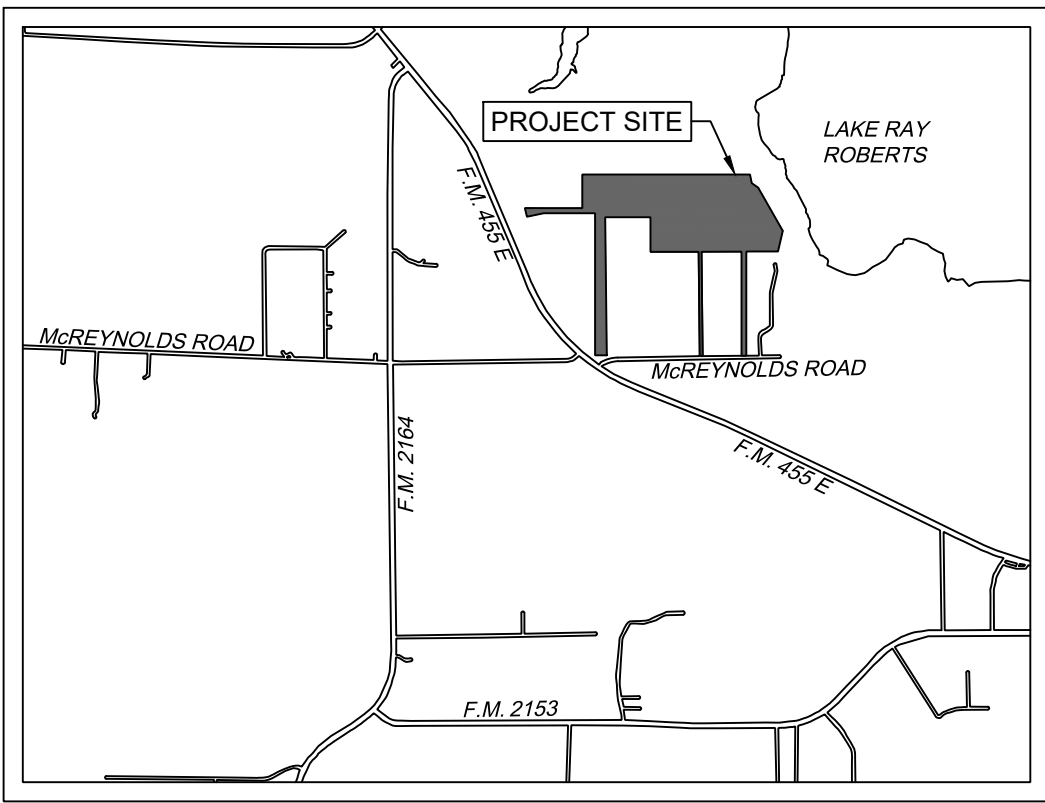 PROJECT SITE
LAKE RAY
ROBERTS
F.M. 455 E
McREYNOLDS ROAD
McREYNOLDS ROAD
F.M. 2164
F.M. 455 E
F.M. 2153